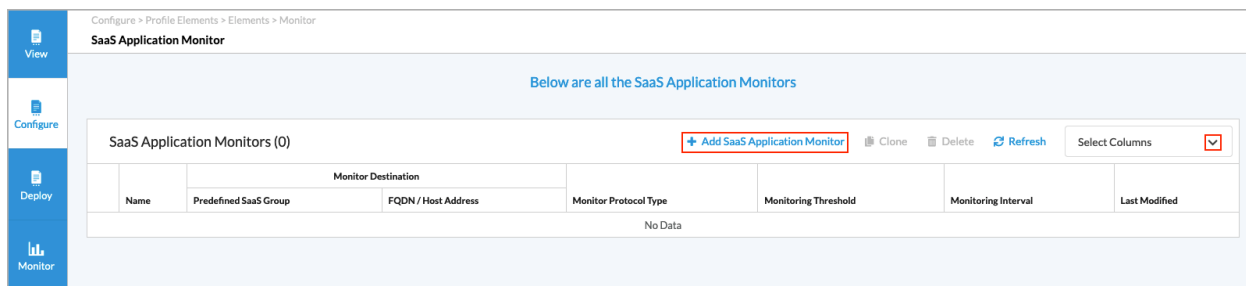 Configure > Profile Elements > Elements > Monitor
SaaS Application Monitor
View
Configure
Deploy
Monitor
Below are all the SaaS Application Monitors
SaaS Application Monitors (0)
+ Add SaaS Application Monitor
Clone
Delete
Refresh
Select Columns
Monitor Destination
Name
Predefined SaaS Group
FQDN / Host Address
Monitor Protocol Type
Monitoring Threshold
Monitoring Interval
Last Modified
No Data